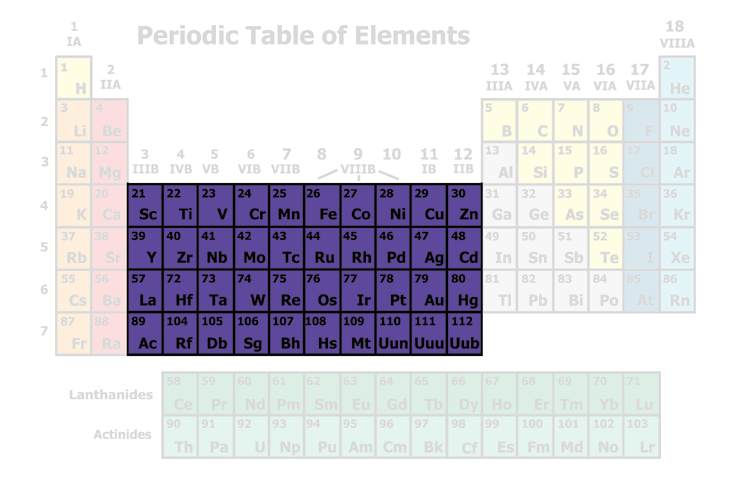 1 18
IA Periodic Table of Elements VIIIA
1 1 2 13 14 15 16 17 2
H IIA IIIA IVA VA VIA VIIA He
2 3 4 5 6 7 8 9 10
Li Be B C N O F Ne
3 11 12 3 4 5 6 7 8 9 10 11 12 13 14 15 16 17 18
Na Mg IIIB IVB VB VIB VIIB VIIIB IB IIB Al Si P S Cl Ar
4 19 20 21 22 23 24 25 26 27 28 29 30 31 32 33 34 35 36
K Ca Sc Ti V Cr Mn Fe Co Ni Cu Zn Ga Ge As Se Br Kr
5 37 38 39 40 41 42 43 44 45 46 47 48 49 50 51 52 53 54
Rb Sr Y Zr Nb Mo Tc Ru Rh Pd Ag Cd In Sn Sb Te I Xe
6 55 56 57 72 73 74 75 76 77 78 79 80 81 82 83 84 85 86
Cs Ba La Hf Ta W Re Os Ir Pt Au Hg Tl Pb Bi Po At Rn
7 87 88 89 104 105 106 107 108 109 110 111 112
Fr Ra Ac Rf Db Sg Bh Hs Mt Uun Uuu Uub
Lanthanides 58 59 60 61 62 63 64 65 66 67 68 69 70 71
Ce Pr Nd Pm Sm Eu Gd Tb Dy Ho Er Tm Yb Lu
Actinides 90 91 92 93 94 95 96 97 98 99 100 101 102 103
Th Pa U Np Pu Am Cm Bk Cf Es Fm Md No Lr